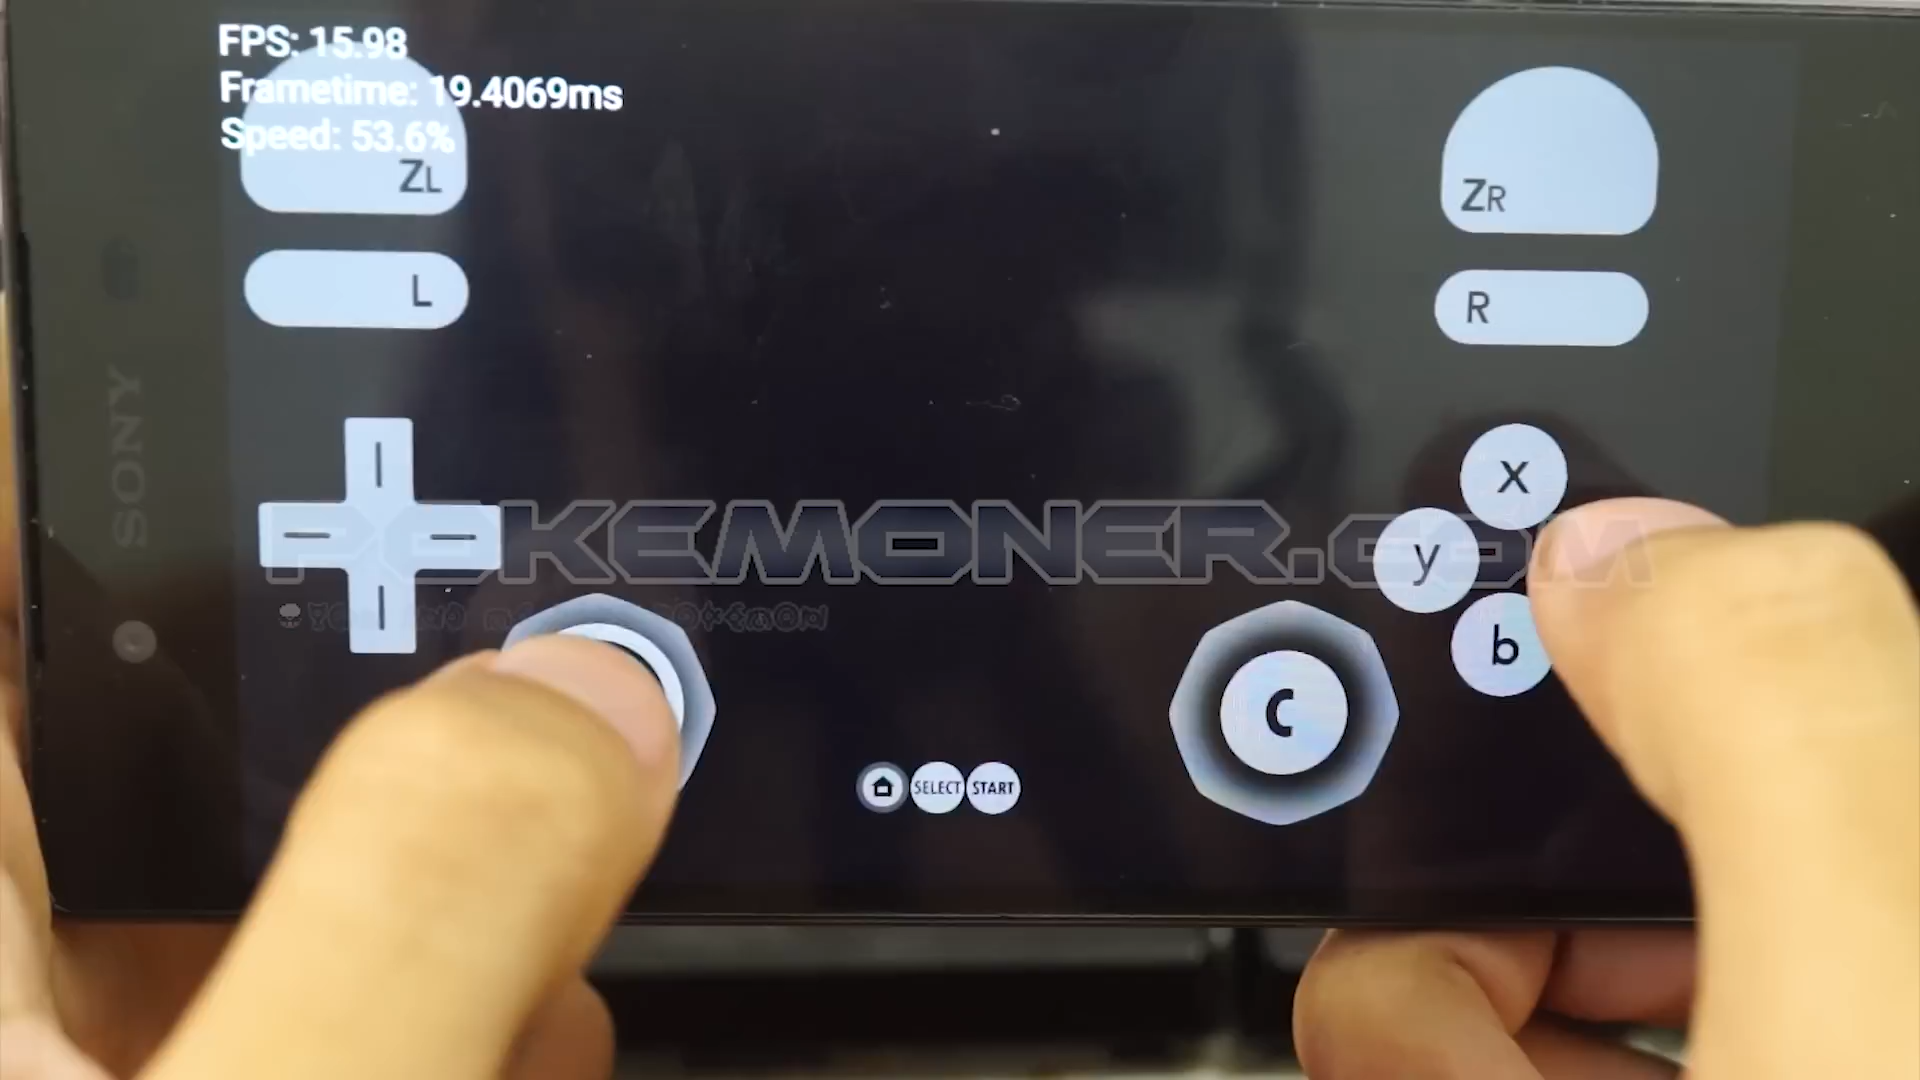 FPS: 15.98
Frametime: 19.4069ms
Speed: 53.6%
ZL
ZR
L
R
SONY
x
POKEMONER.COM
y
b
C
SELECT START